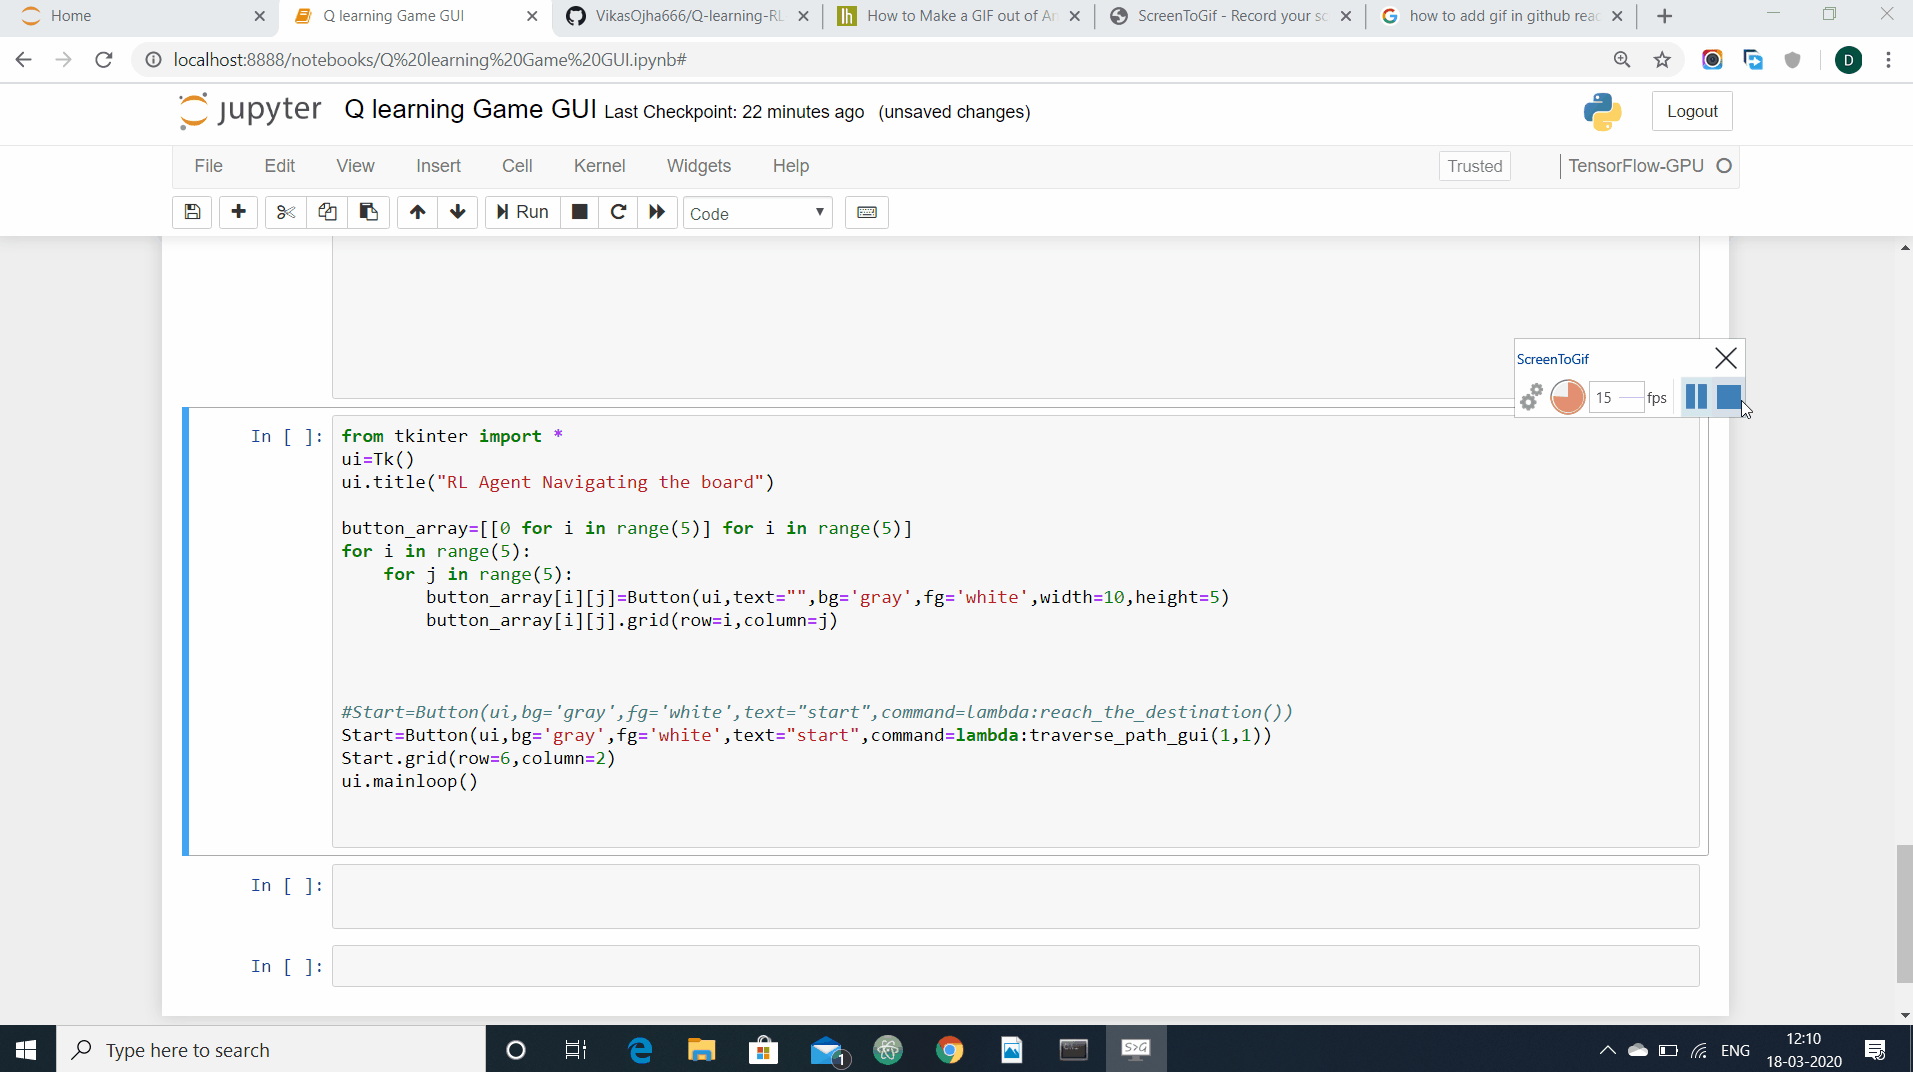 Home
Q learning Game GUI
VikasOjha666/Q-learning-RL
How to Make a GIF out of An
ScreenToGif - Record your sc
how to add gif in github read
localhost:8888/notebooks/Q%20learning%20Game%20GUI.ipynb#
D
jupyter Q learning Game GUI Last Checkpoint: 22 minutes ago (unsaved changes)
Logout
File Edit View Insert Cell Kernel Widgets Help
Trusted
TensorFlow-GPU
Run
Code
ScreenToGif
15 fps
In [ ]:
from tkinter import *
ui=Tk()
ui.title("RL Agent Navigating the board")
button_array=[[0 for i in range(5)] for i in range(5)]
for i in range(5):
    for j in range(5):
        button_array[i][j]=Button(ui,text="",bg='gray',fg='white',width=10,height=5)
        button_array[i][j].grid(row=i,column=j)
#Start=Button(ui,bg='gray',fg='white',text="start",command=lambda:reach_the_destination())
Start=Button(ui,bg='gray',fg='white',text="start",command=lambda:traverse_path_gui(1,1))
Start.grid(row=6,column=2)
ui.mainloop()
In [ ]:
In [ ]:
Type here to search
1
S>G
ENG
12:10
18-03-2020